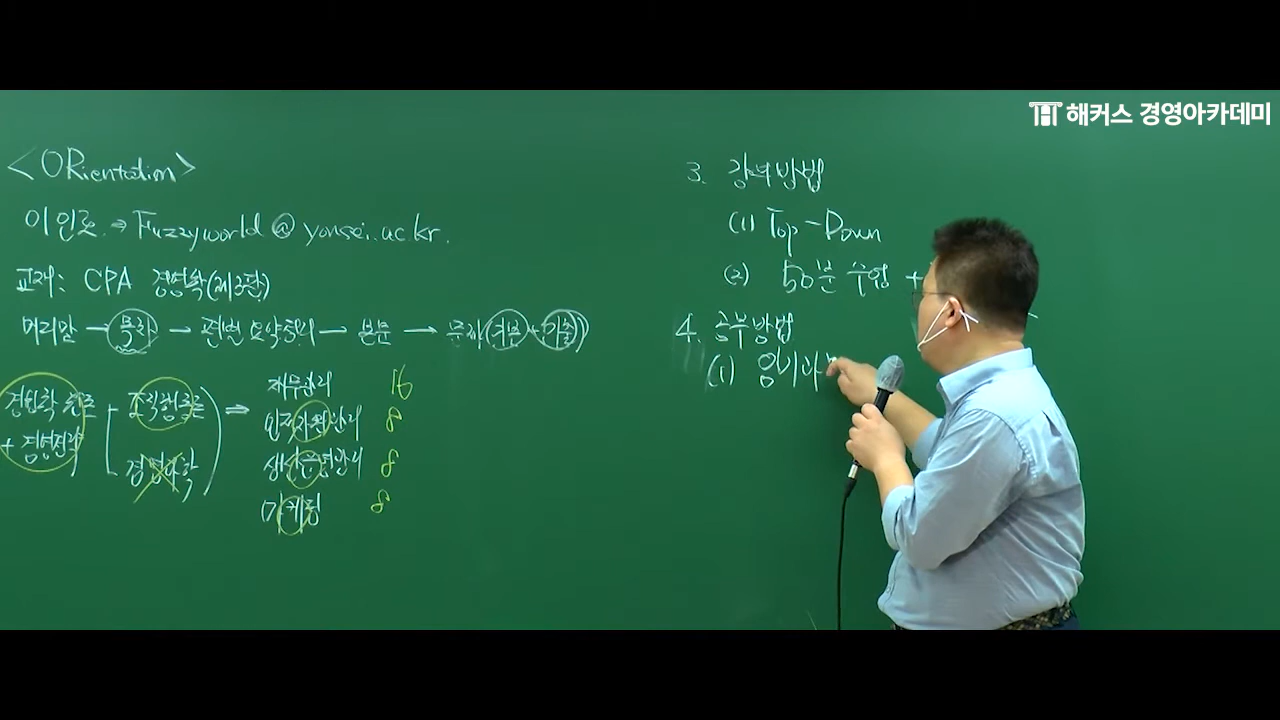 해커스 경영아카데미
<ORientation>
이인호 → Fuzzyworld @ yonsei.ac.kr.
교재: CPA 경영학(제3판)
머리말 → 목차 → 편별 요약정리 → 본문 → 문제(객관+기출)
경영학 원론
+ 경영전략
조직행동론
경영과학
⇒
재무관리 16
인적자원관리 8
생산운영관리 8
마케팅 8
3. 강의방법
(1) Top-Down
(2) 50분 수업 +
4. 공부방법
(1) 암기과